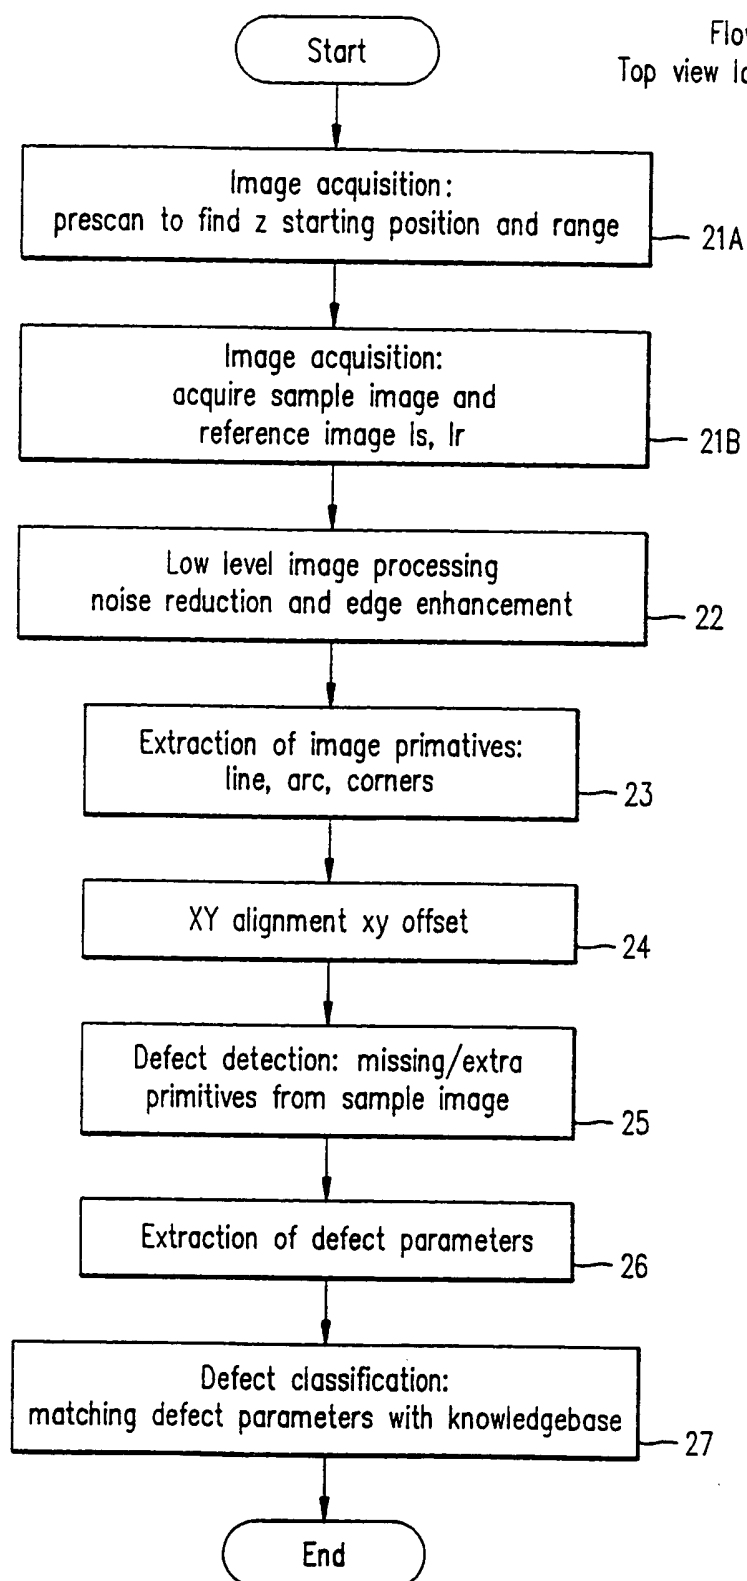 Start
Top view
Image acquisition:
prescan to find z starting position and range
21A
Image acquisition:
acquire sample image and
reference image Is, Ir
21B
Low level image processing
noise reduction and edge enhancement
22
Extraction of image primatives:
line, arc, corners
23
XY alignment xy offset
24
Defect detection: missing/extra
primitives from sample image
25
Extraction of defect parameters
26
Defect classification:
matching defect parameters with knowledgebase
27
End